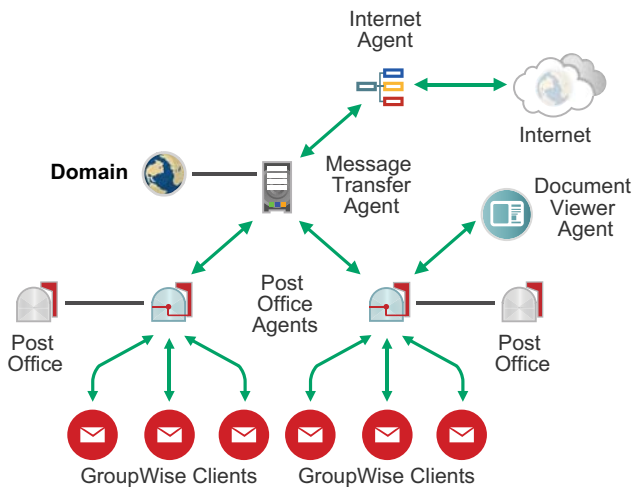 Internet
Agent
Internet
Domain
Message
Transfer
Agent
Document
Viewer
Agent
Post
Office
Post
Office
Agents
Post
Office
GroupWise Clients
GroupWise Clients